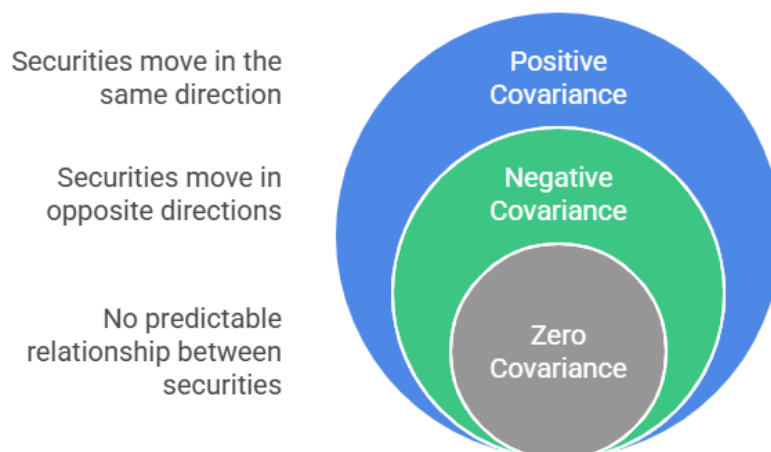 Securities move in the
same direction
Positive
Covariance
Securities move in
opposite directions
Negative
Covariance
No predictable
relationship between
securities
Zero
Covariance